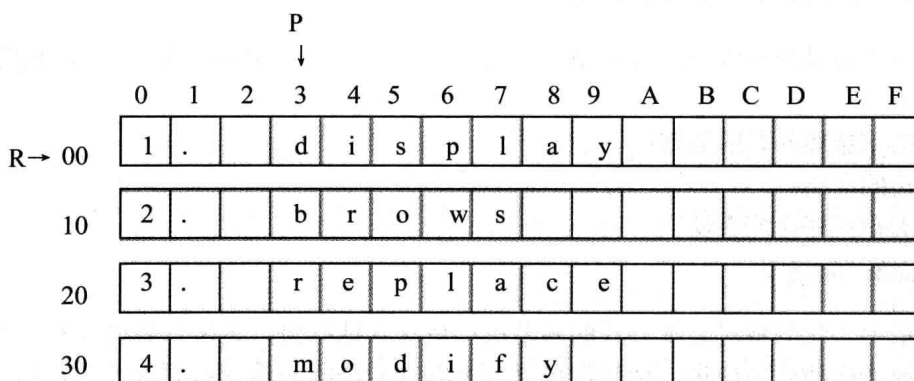 P
↓
0 1 2 3 4 5 6 7 8 9 A B C D E F
R→ 00 1 . d i s p l a y
10 2 . b r o w s
20 3 . r e p l a c e
30 4 . m o d i f y